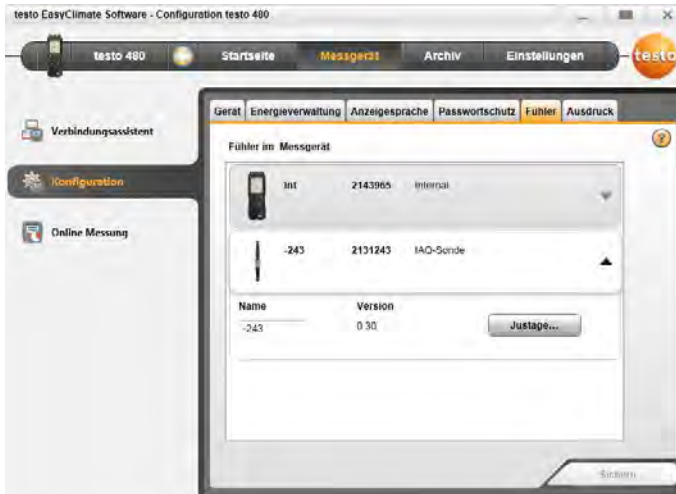 testo EasyClimate Software - Configuration testo 480
testo 480 Startseite Messgerät Archiv Einstellungen testo
Gerät Energieverwaltung Anzeigesprache Passwortschutz Fühler Ausdruck
Verbindungsassistent
Konfiguration
Online Messung
Fühler im Messgerät
?
Int 2143965 Internal
-243 2131243 IAQ-Sonde
Name Version
-243 0.30 Justage...
Sichern